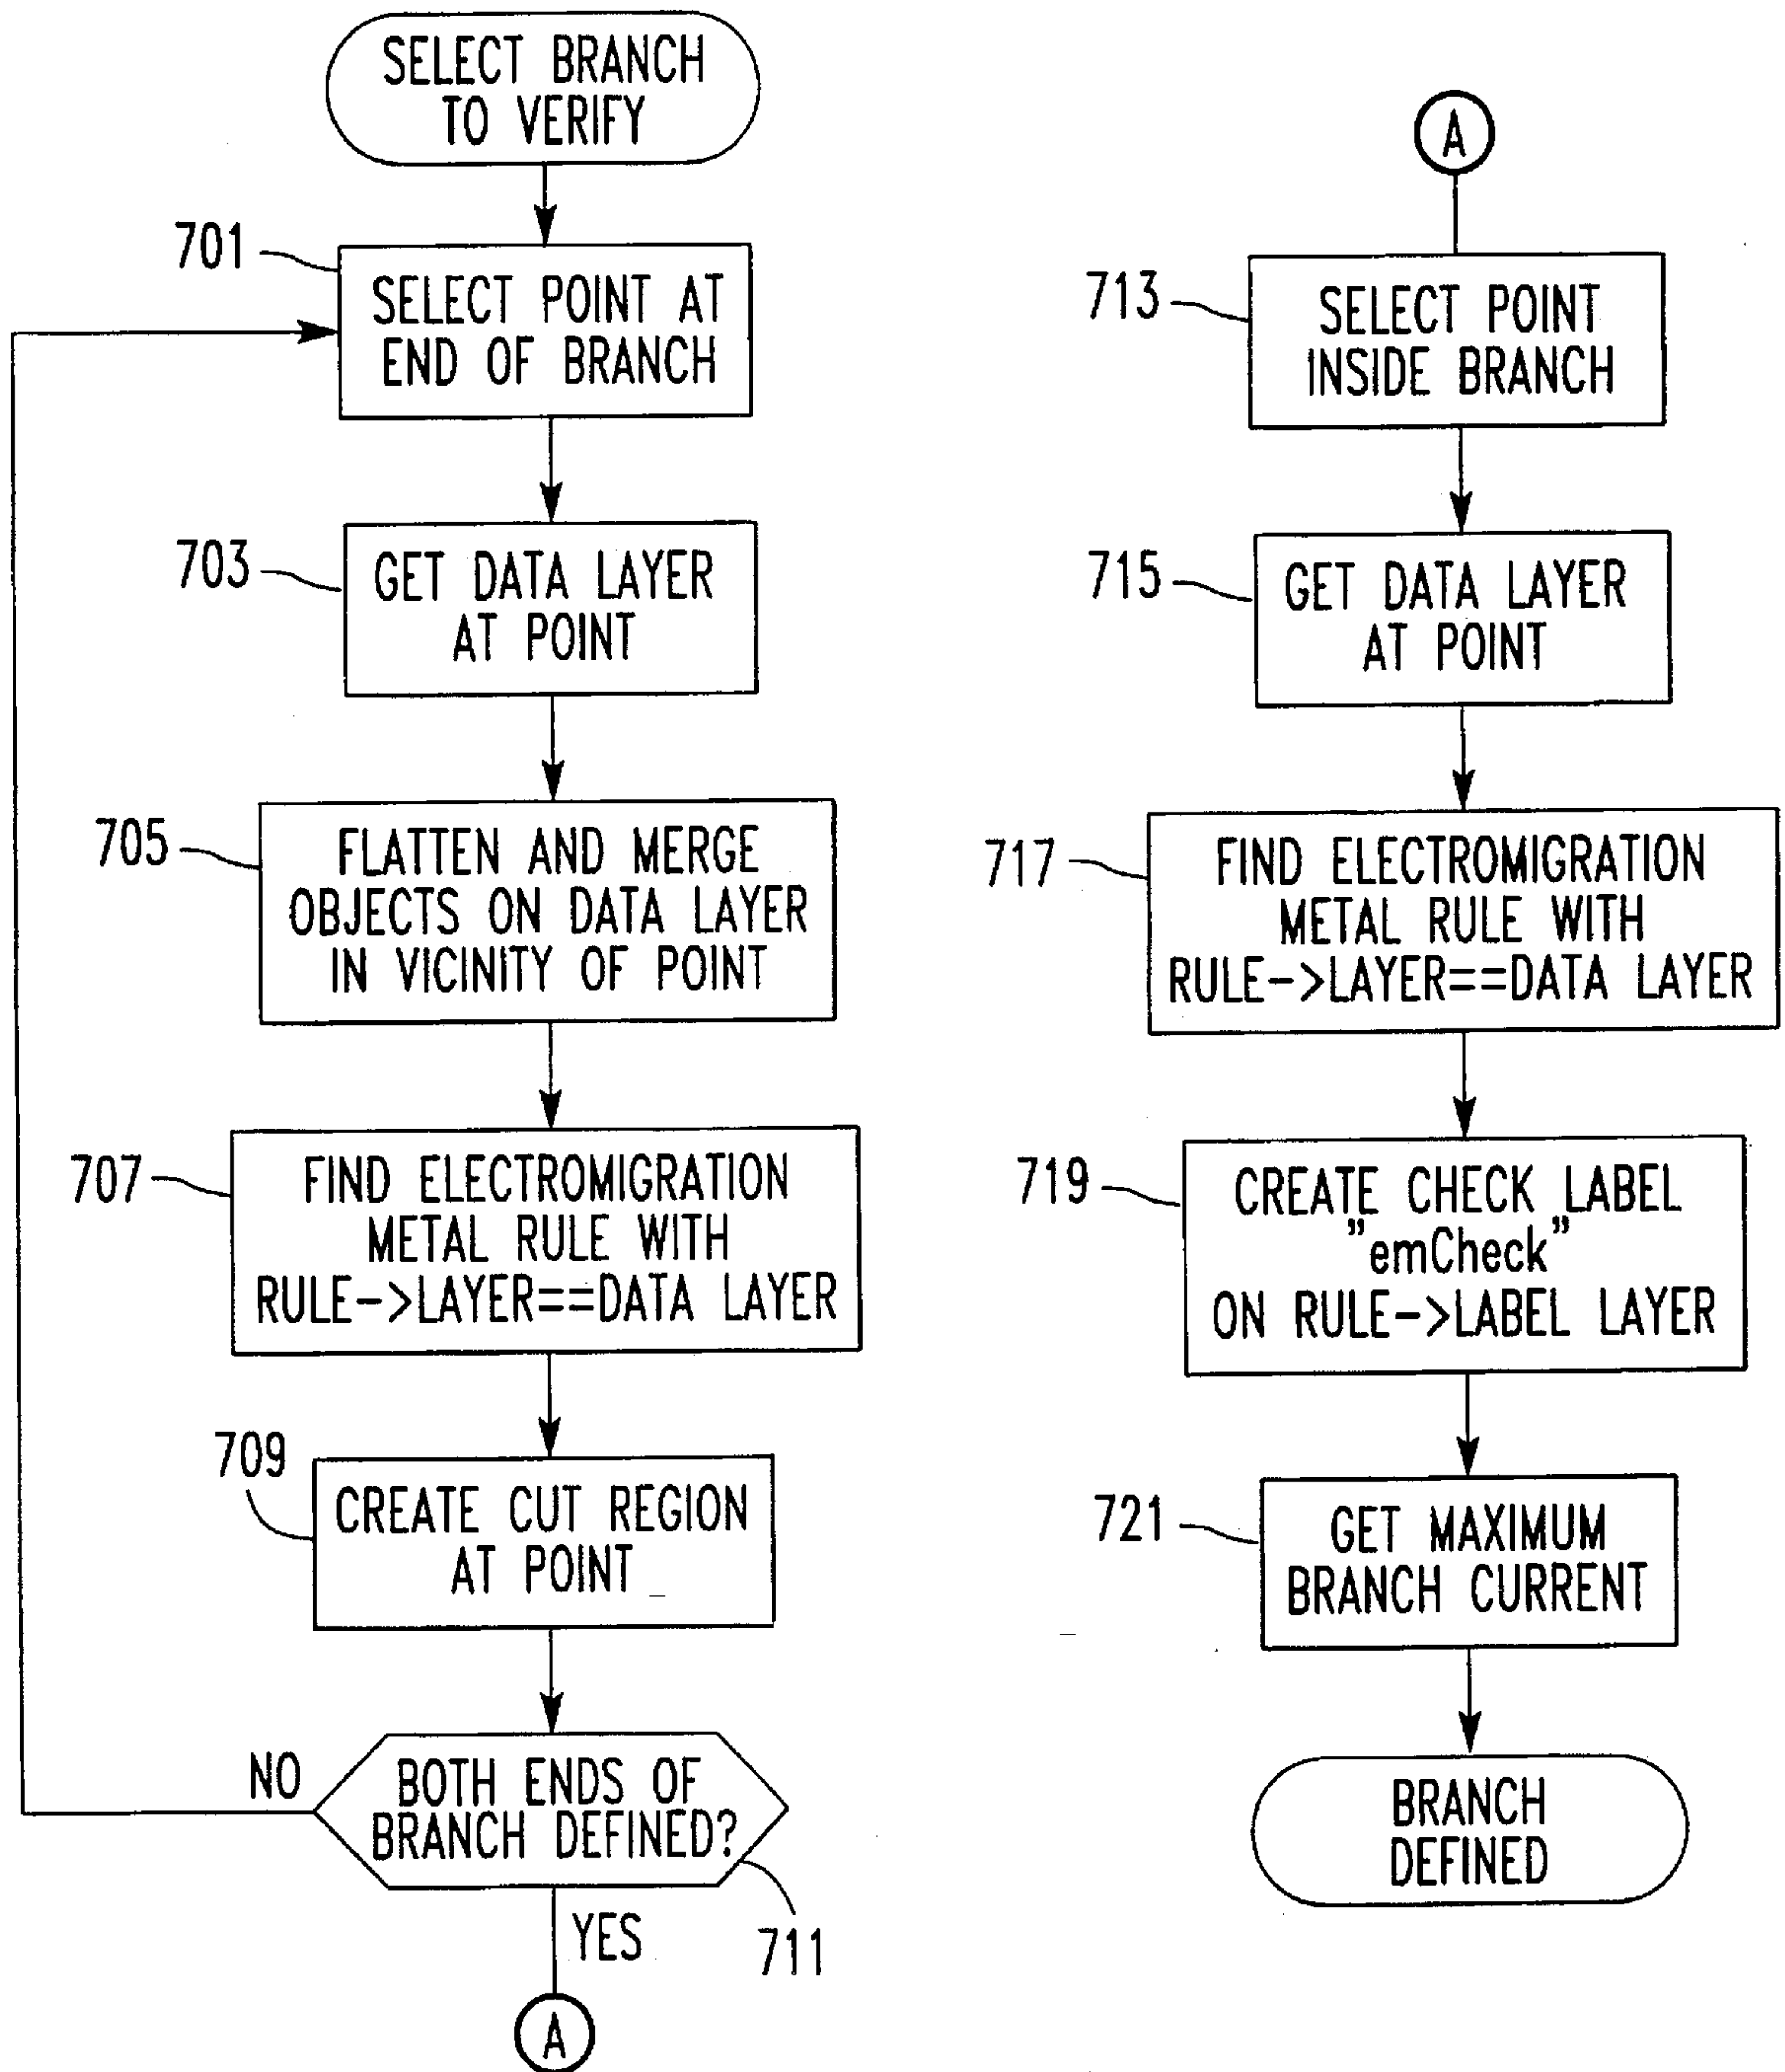 SELECT BRANCH
TO VERIFY
701
SELECT POINT AT
END OF BRANCH
703
GET DATA LAYER
AT POINT
705
FLATTEN AND MERGE
OBJECTS ON DATA LAYER
IN VICINITY OF POINT
707
FIND ELECTROMIGRATION
METAL RULE WITH
RULE->LAYER==DATA LAYER
709
CREATE CUT REGION
AT POINT
NO
BOTH ENDS OF
BRANCH DEFINED?
711
YES
A
A
713
SELECT POINT
INSIDE BRANCH
715
GET DATA LAYER
AT POINT
717
FIND ELECTROMIGRATION
METAL RULE WITH
RULE->LAYER==DATA LAYER
719
CREATE CHECK LABEL
"emCheck"
ON RULE->LABEL LAYER
721
GET MAXIMUM
BRANCH CURRENT
BRANCH
DEFINED